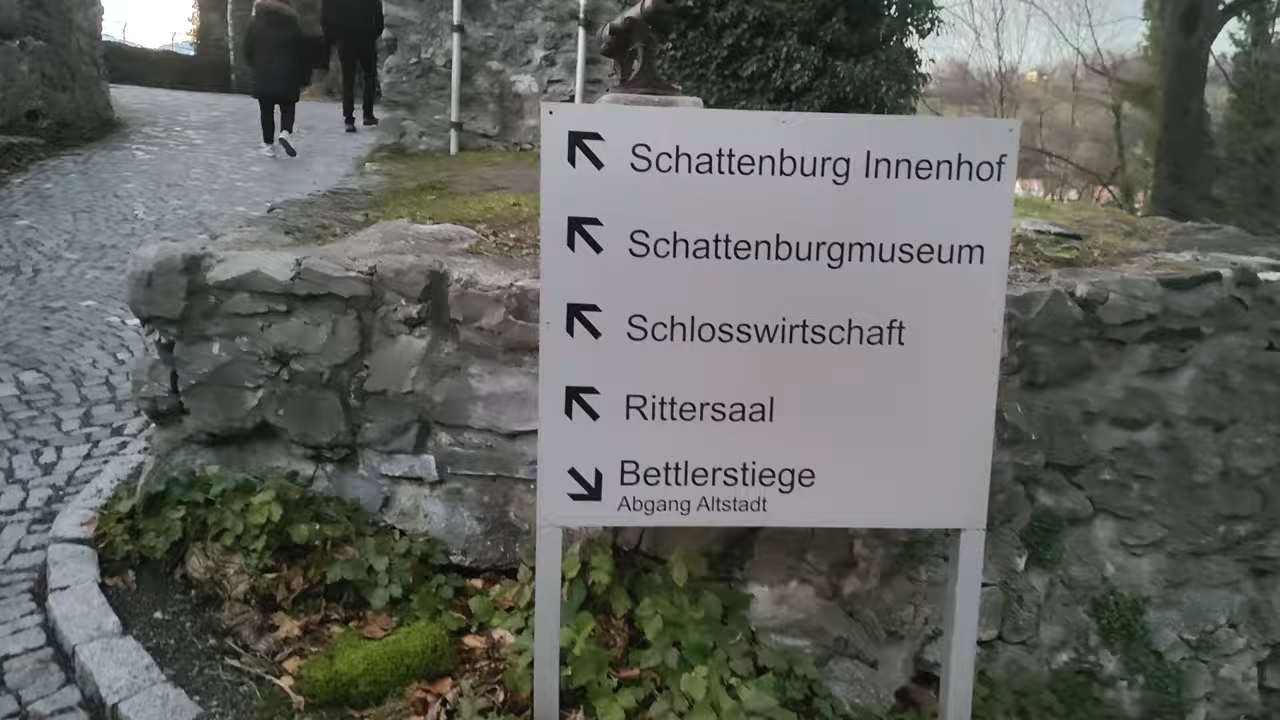 Schattenburg Innenhof
Schattenburgmuseum
Schlosswirtschaft
Rittersaal
Bettlerstiege
Abgang Altstadt